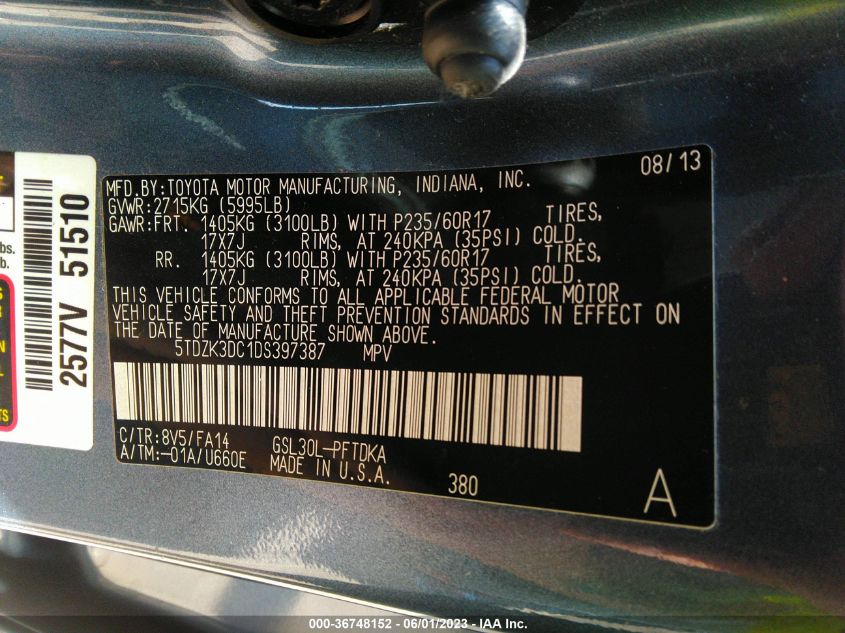 08/13
MFD.BY:TOYOTA MOTOR MANUFACTURING, INDIANA, INC.
GVWR:2715KG (5995LB)
GAWR:FRT. 1405KG (3100LB) WITH P235/60R17 TIRES,
17X7J RIMS, AT 240KPA (35PSI) COLD.
RR. 1405KG (3100LB) WITH P235/60R17 TIRES,
17X7J RIMS, AT 240KPA (35PSI) COLD.
THIS VEHICLE CONFORMS TO ALL APPLICABLE FEDERAL MOTOR
VEHICLE SAFETY AND THEFT PREVENTION STANDARDS IN EFFECT ON
THE DATE OF MANUFACTURE SHOWN ABOVE.
5TDZK3DC1DS397387 MPV
C/TR:8V5/FA14 GSL30L-PFTDKA
A/TM:-01A/U660E MADE IN U.S.A.
380
A
2577V 51510
lbs.
b.
000-36748152 - 06/01/2023 - IAA Inc.